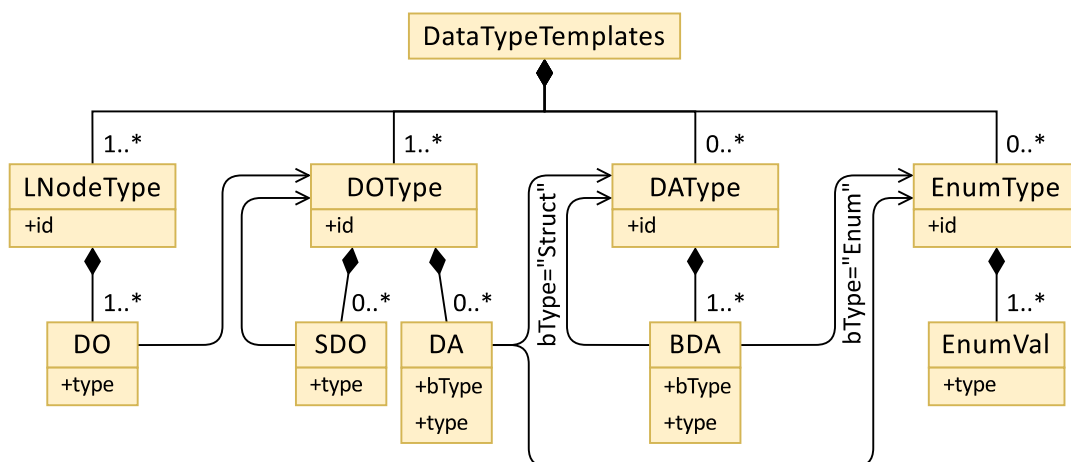 DataTypeTemplates
1..*
1..*
0..*
0..*
LNodeType
+id
DOType
+id
DAType
+id
EnumType
+id
bType="Struct"
bType="Enum"
1..*
0..*
0..*
1..*
1..*
DO
+type
SDO
+type
DA
+bType
+type
BDA
+bType
+type
EnumVal
+type